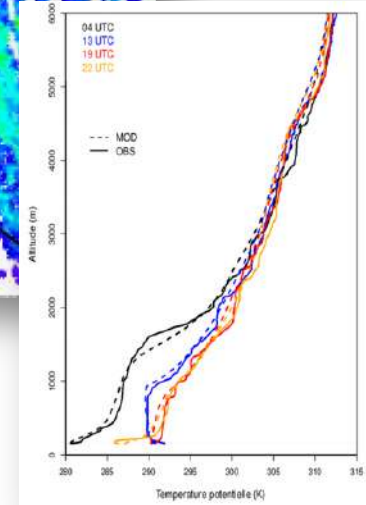 6000
04 UTC
13 UTC
19 UTC
22 UTC
5000
MOD
OBS
4000
Altitude (m)
3000
2000
1000
0
280 285 290 295 300 305 310 315
Temperature potentielle (K)